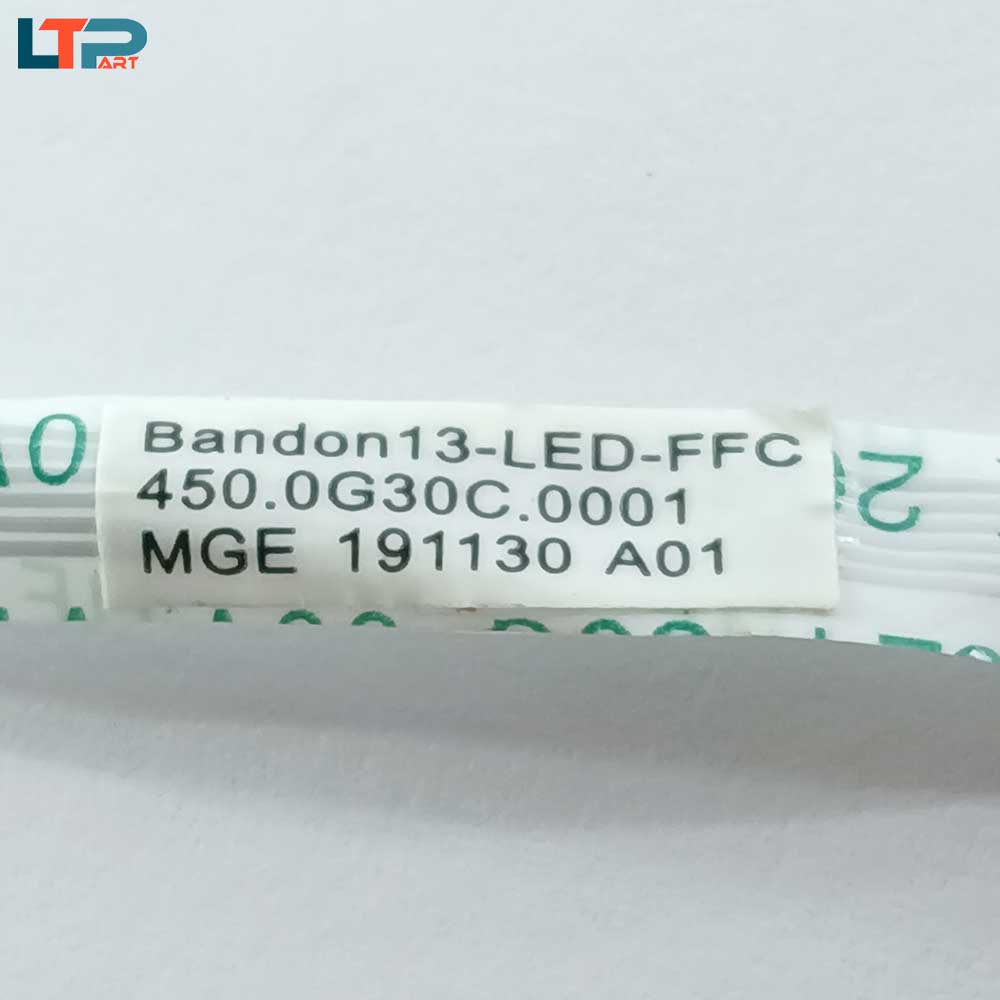 LTPART
Bandon13-LED-FFC
450.0G30C.0001
MGE 191130 A01